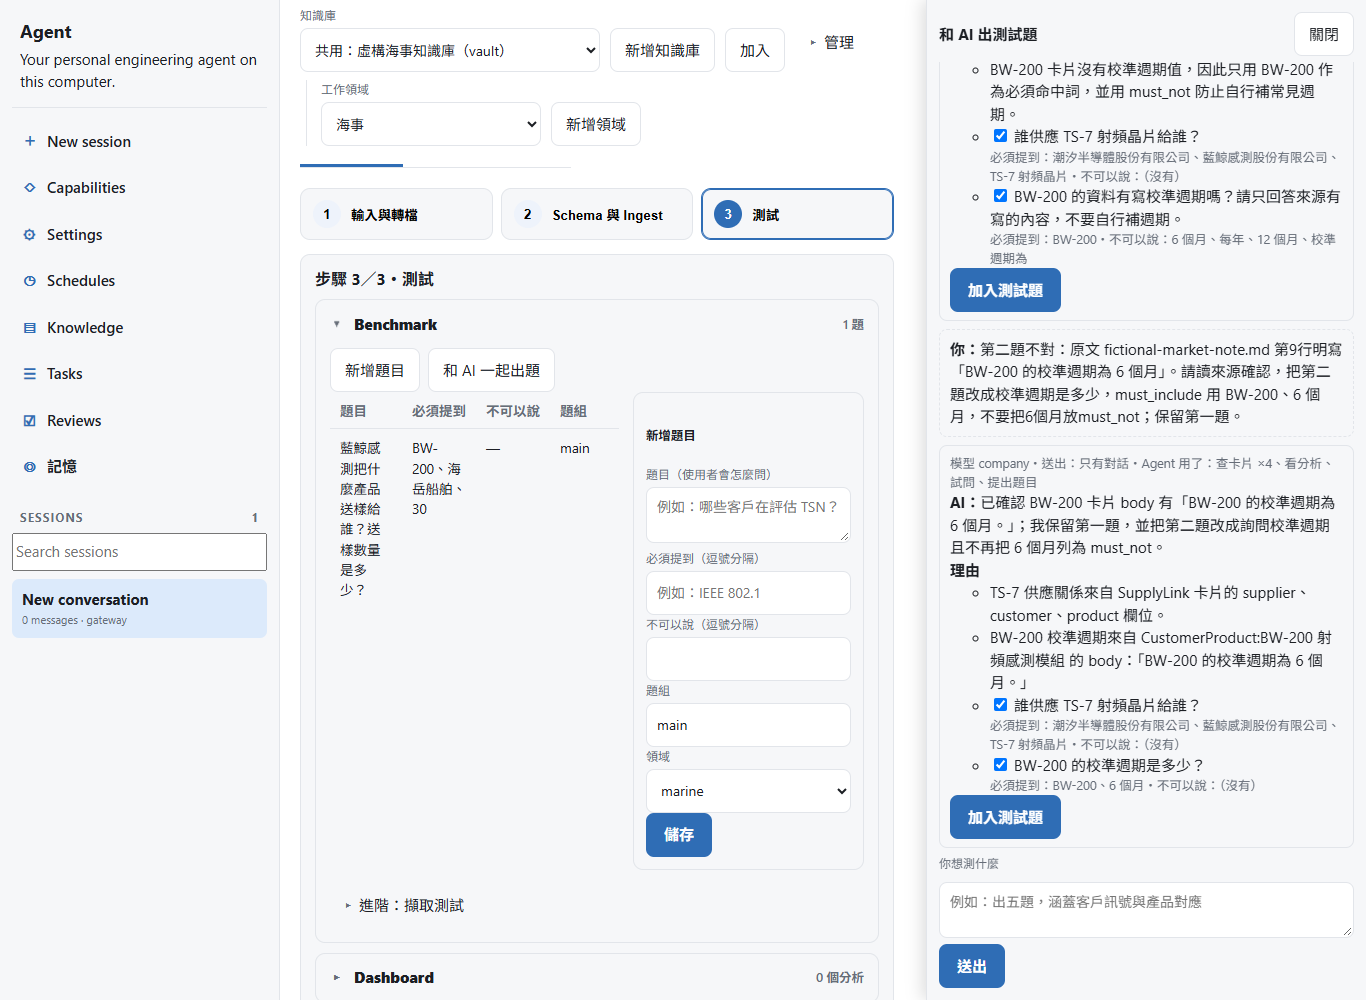 Agent
Your personal engineering agent on
this computer.
New session
Capabilities
Settings
Schedules
Knowledge
Tasks
Reviews
記憶
SESSIONS 1
Search sessions
New conversation
0 messages · gateway
知識庫
共用：虛構海事知識庫（vault）
新增知識庫
加入
管理
工作領域
海事
新增領域
1 輸入與轉檔
2 Schema 與 Ingest
3 測試
步驟 3／3・測試
Benchmark 1 題
新增題目
和 AI 一起出題
題目 必須提到 不可以說 題組
藍鯨感測把什麼產品送樣給誰？送樣數量是多少？ BW-200、海岳船舶、30 — main
新增題目
題目（使用者會怎麼問）
例如：哪些客戶在評估 TSN？
必須提到（逗號分隔）
例如：IEEE 802.1
不可以說（逗號分隔）
題組
main
領域
marine
儲存
進階：擷取測試
Dashboard 0 個分析
和 AI 出測試題
關閉
BW-200 卡片沒有校準週期值，因此只用 BW-200 作
為必須命中詞，並用 must_not 防止自行補常見週
期。
誰供應 TS-7 射頻晶片給誰？
必須提到：潮汐半導體股份有限公司、藍鯨感測股份有限公司、
TS-7 射頻晶片・不可以說：（沒有）
BW-200 的資料有寫校準週期嗎？請只回答來源有
寫的內容，不要自行補週期。
必須提到：BW-200・不可以說：6 個月、每年、12 個月、校準
週期為
加入測試題
你：第二題不對：原文 fictional-market-note.md 第9行明寫
「BW-200 的校準週期為 6 個月」。請讀來源確認，把第二
題改成校準週期是多少，must_include 用 BW-200、6 個
月，不要把6個月放must_not；保留第一題。
模型 company・送出：只有對話・Agent 用了：查卡片 ×4、看分析、
試問、提出題目
AI：已確認 BW-200 卡片 body 有「BW-200 的校準週期為
6 個月。」；我保留第一題，並把第二題改成詢問校準週期
且不再把 6 個月列為 must_not。
理由
TS-7 供應關係來自 SupplyLink 卡片的 supplier、
customer、product 欄位。
BW-200 校準週期來自 CustomerProduct:BW-200 射
頻感測模組 的 body：「BW-200 的校準週期為 6 個
月。」
誰供應 TS-7 射頻晶片給誰？
必須提到：潮汐半導體股份有限公司、藍鯨感測股份有限公司、
TS-7 射頻晶片・不可以說：（沒有）
BW-200 的校準週期是多少？
必須提到：BW-200、6 個月・不可以說：（沒有）
加入測試題
你想測什麼
例如：出五題，涵蓋客戶訊號與產品對應
送出